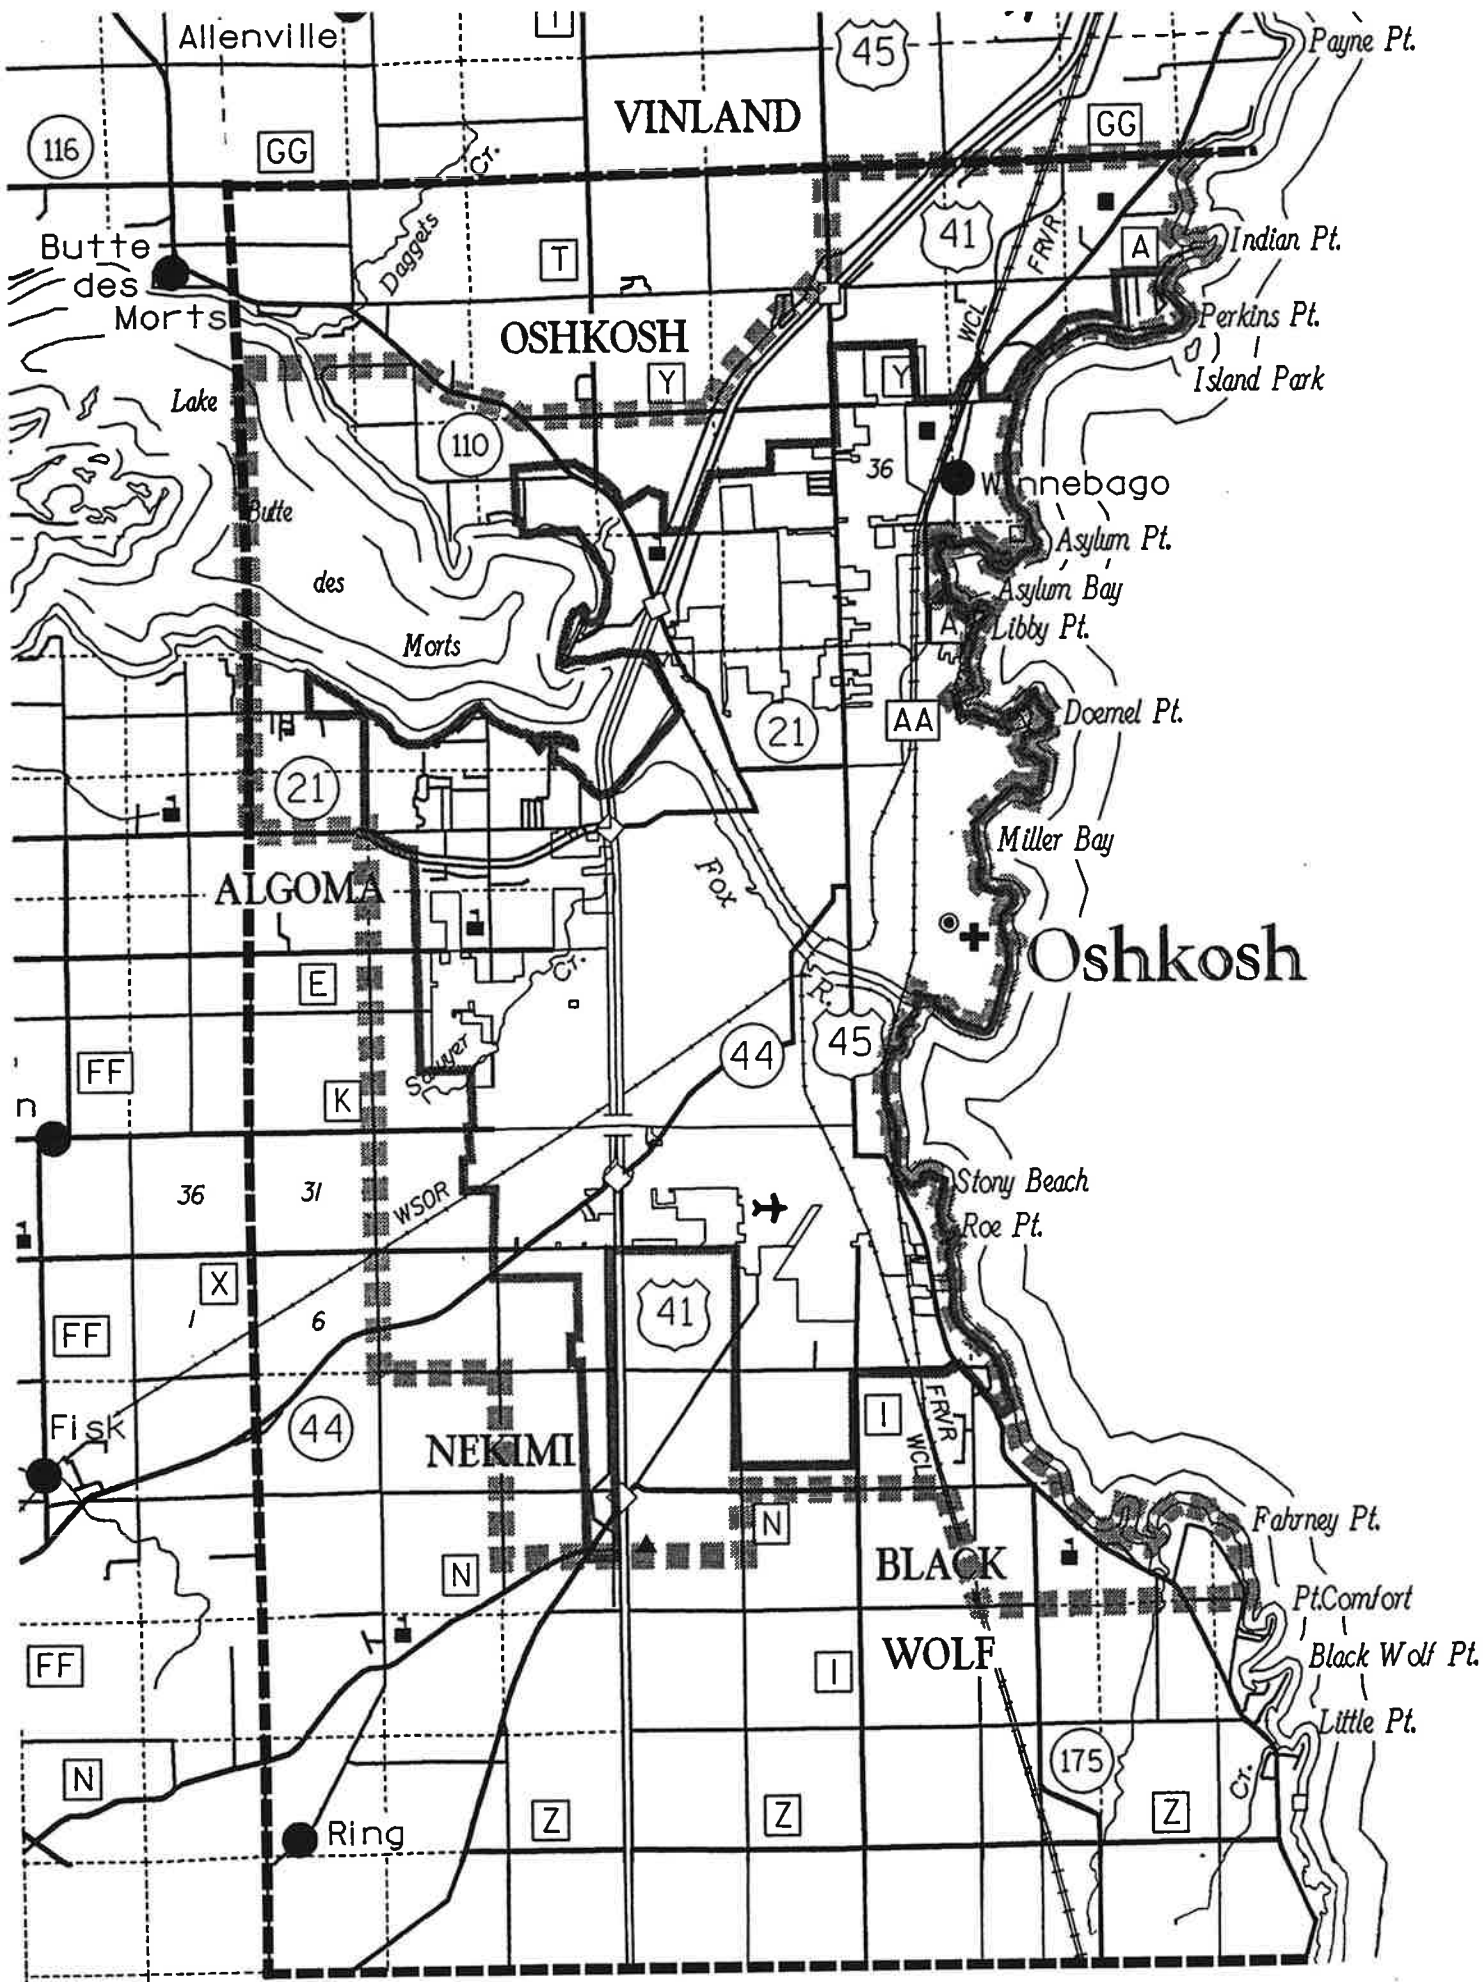 Allenville
T
45
Payne Pt.
VINLAND
116
GG
GG
Cr.
Daggets
41
FRVR
A
Indian Pt.
Butte
des
Morts
T
WCL
Perkins Pt.
Island Park
OSHKOSH
Y
Y
Lake
110
36
Winnebago
Butte
Asylum Pt.
des
Asylum Bay
A
Libby Pt.
Morts
21
AA
Doemel Pt.
21
Miller Bay
ALGOMA
Fox
Oshkosh
E
Cr.
R.
45
44
Sawyer
FF
K
n
36
31
WSOR
Stony Beach
Roe Pt.
X
41
1
6
FF
Fisk
44
NEKIMI
I
FRVR
WCL
N
Fahrney Pt.
N
BLACK
WOLF
Pt.Comfort
FF
I
Black Wolf Pt.
Little Pt.
175
N
Z
Z
Z
Cr.
Ring